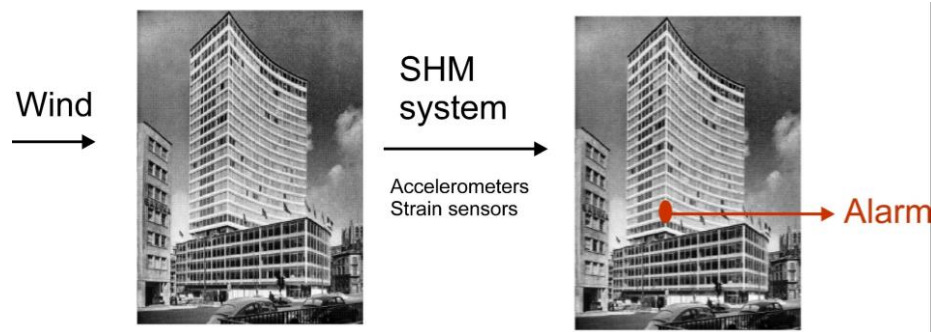 Wind
SHM
system
Accelerometers
Strain sensors
Alarm